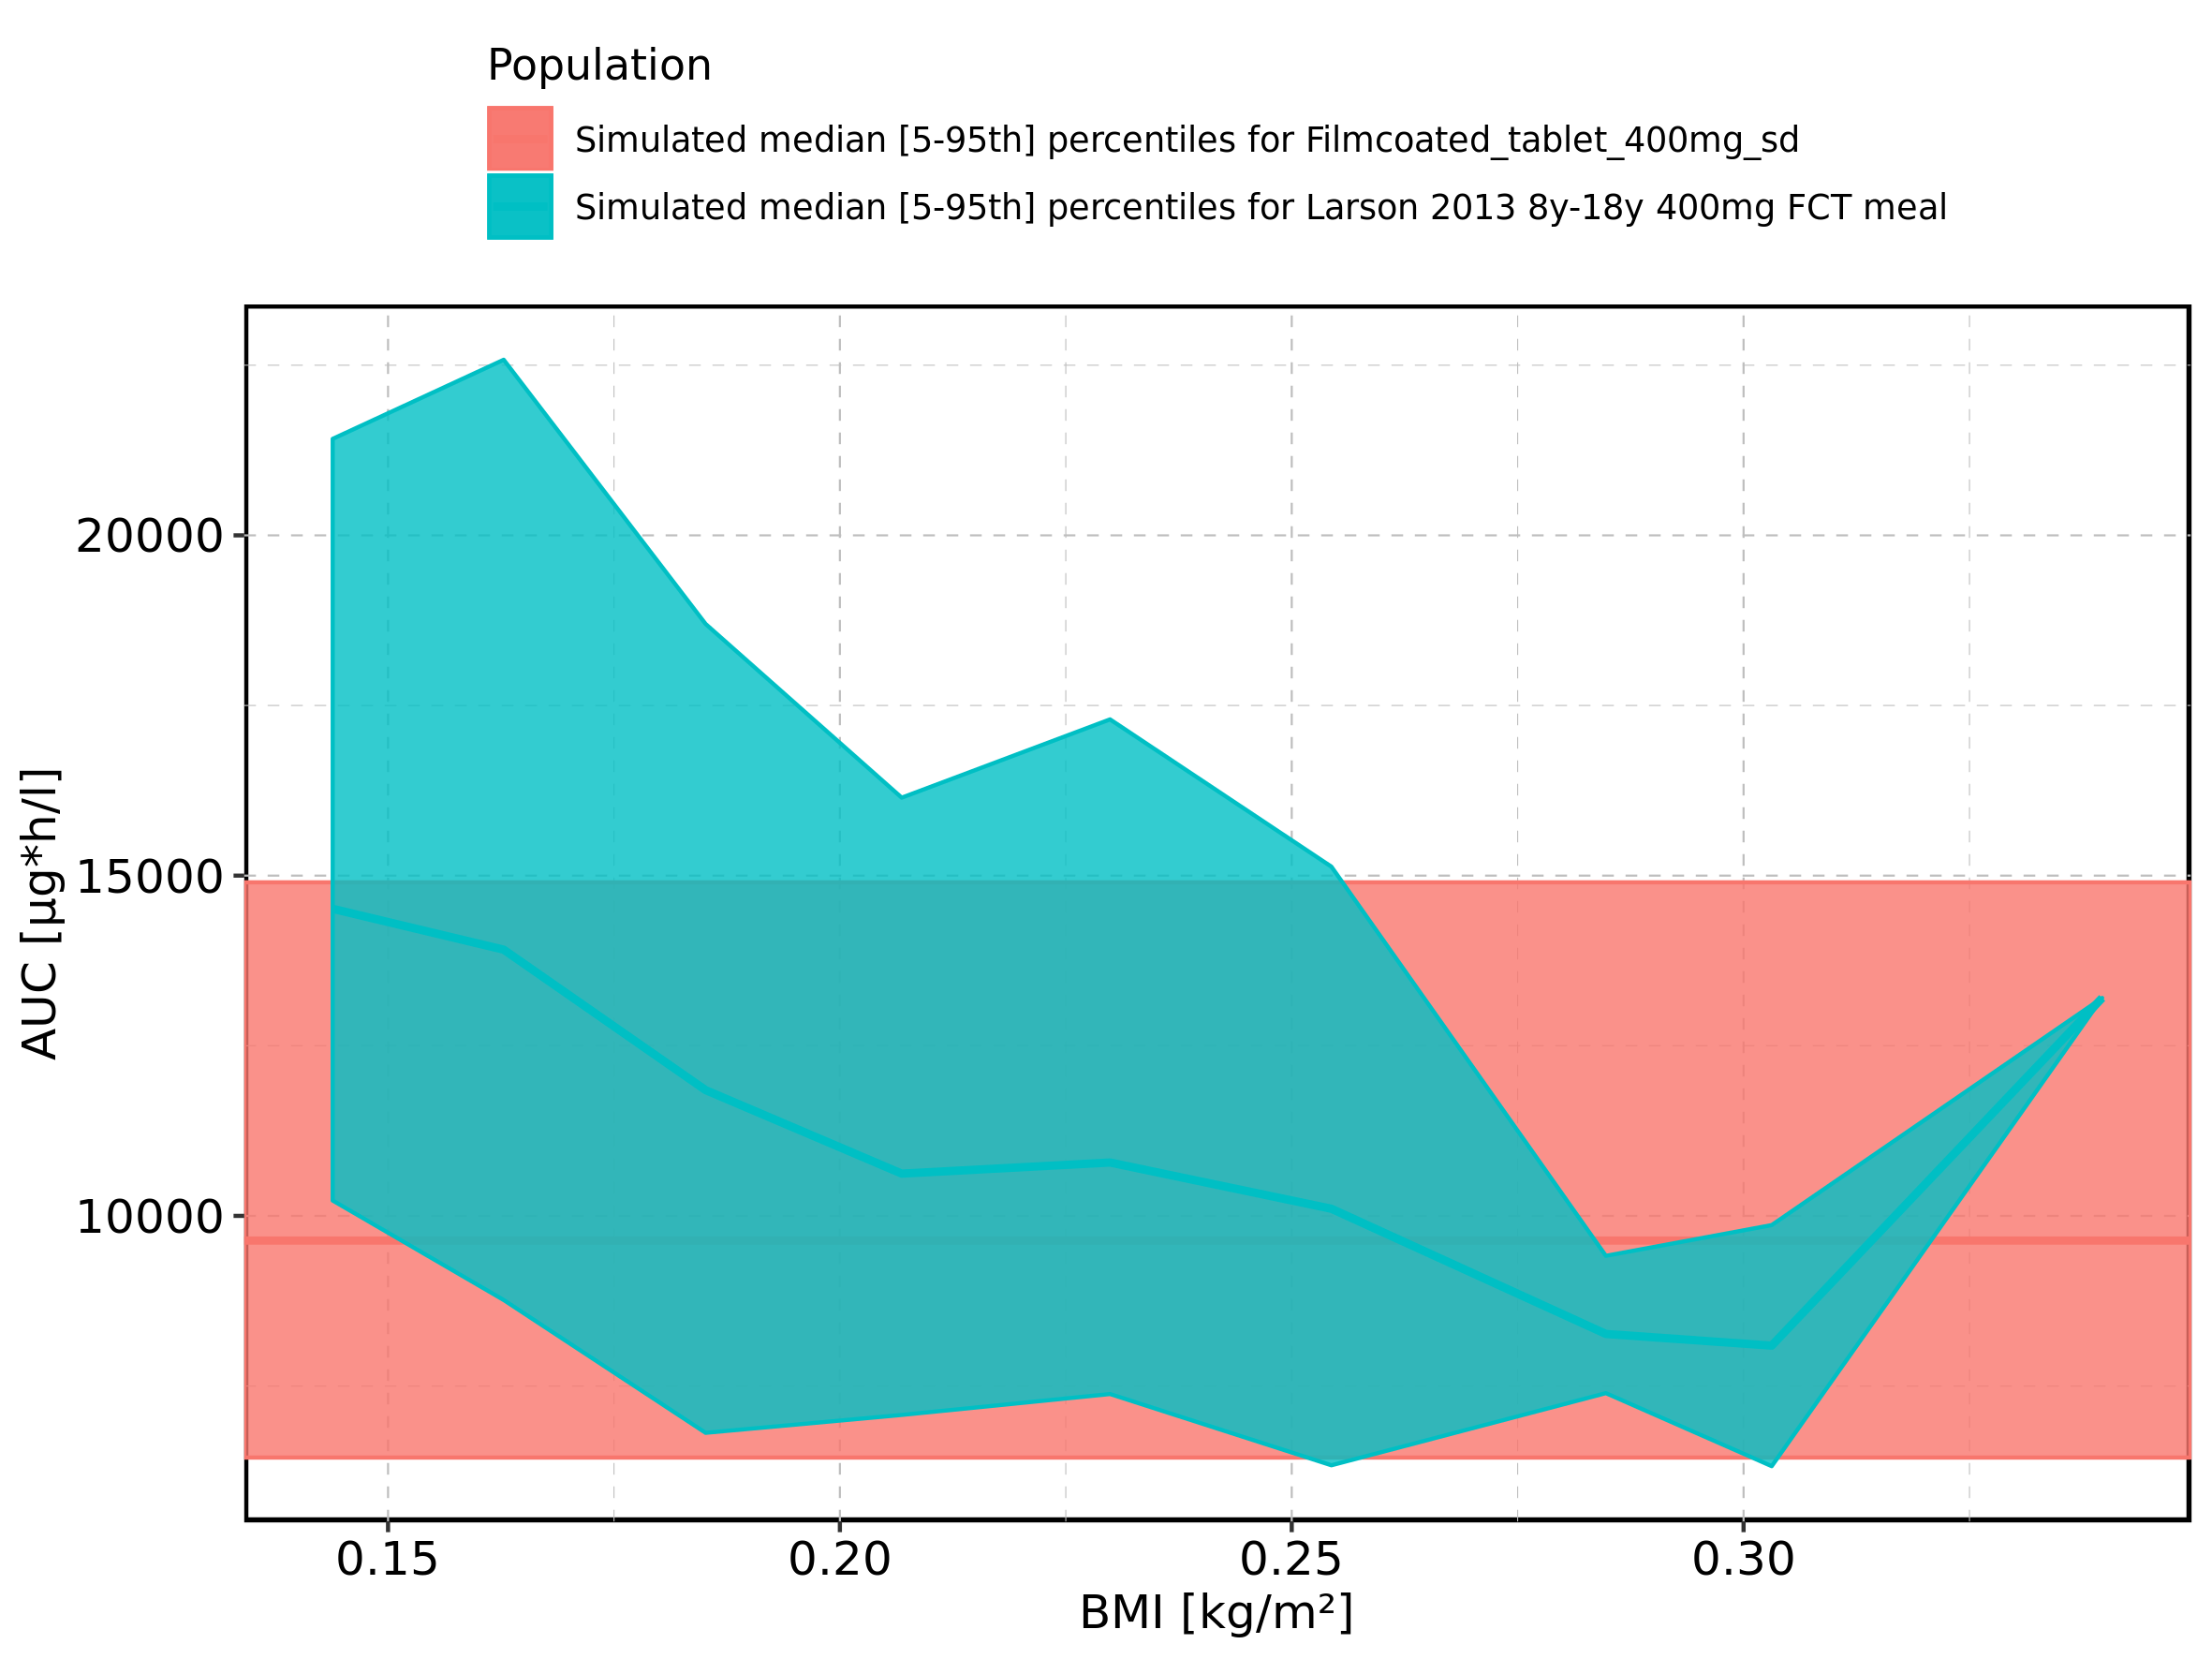 Population
Simulated median [5-95th] percentiles for Filmcoated_tablet_400mg_sd
Simulated median [5-95th] percentiles for Larson 2013 8y-18y 400mg FCT meal
AUC [µg*h/l]
20000
15000
10000
0.15
0.20
0.25
0.30
BMI [kg/m²]